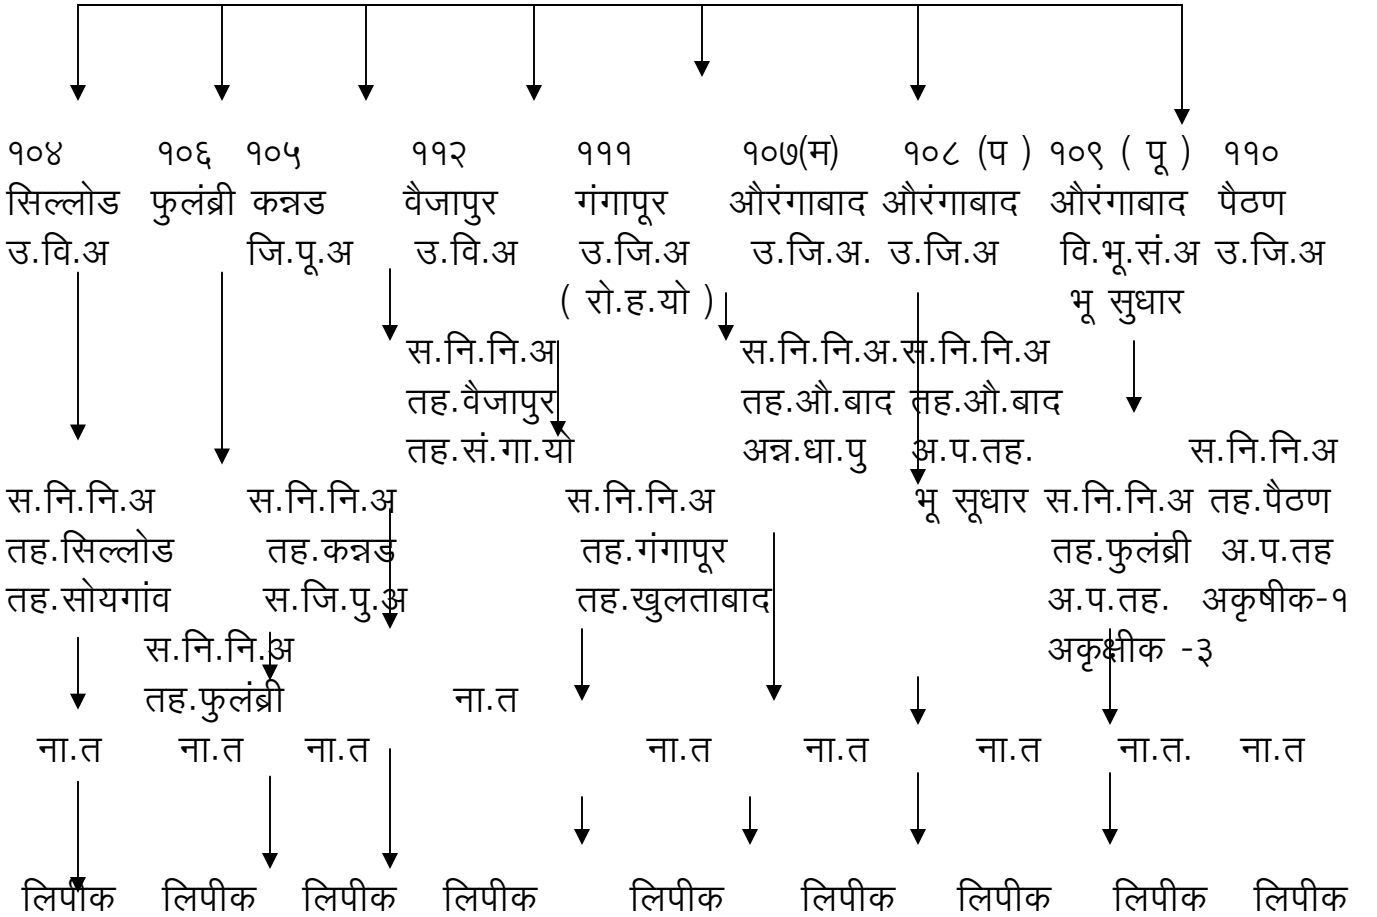 १०४ १०६ १०५ ११२ १११ १०७(म) १०८ (प ) १०९ ( पू ) ११०
सिल्लोड फुलंब्री कन्नड वैजापुर गंगापूर औरंगाबाद औरंगाबाद औरंगाबाद पैठण
उ.वि.अ जि.पू.अ उ.वि.अ उ.जि.अ उ.जि.अ. उ.जि.अ वि.भू.सं.अ उ.जि.अ
( रो.ह.यो ) भू सुधार
स.नि.नि.अ स.नि.नि.अ.स.नि.नि.अ
तह.वैजापुर तह.औ.बाद तह.औ.बाद
तह.सं.गा.यो अन्न.धा.पु अ.प.तह. स.नि.नि.अ
स.नि.नि.अ स.नि.नि.अ स.नि.नि.अ भू सूधार स.नि.नि.अ तह.पैठण
तह.सिल्लोड तह.कन्नड तह.गंगापूर तह.फुलंब्री अ.प.तह
तह.सोयगांव स.जि.पु.अ तह.खुलताबाद अ.प.तह. अकृषीक-१
स.नि.नि.अ अकृक्षीक -३
तह.फुलंब्री ना.त
ना.त ना.त ना.त ना.त ना.त ना.त ना.त. ना.त
लिपीक लिपीक लिपीक लिपीक लिपीक लिपीक लिपीक लिपीक लिपीक